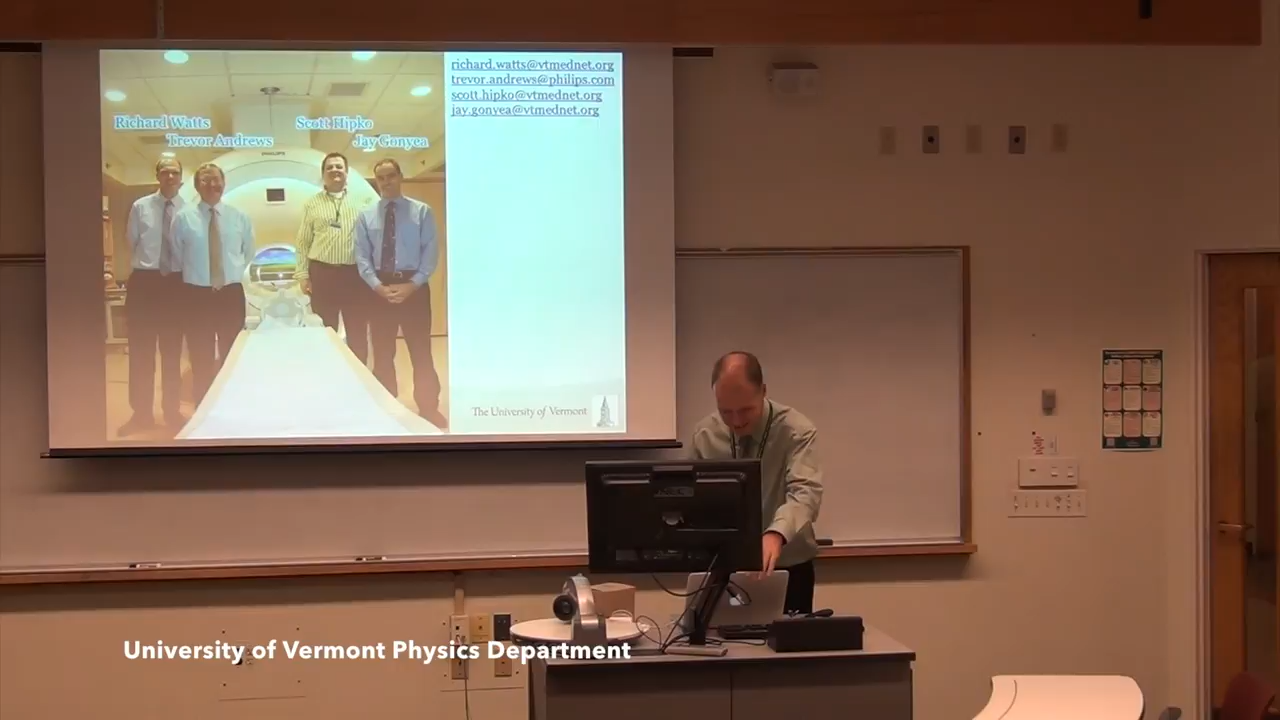 richard.watts@vtmednet.org
trevor.andrews@philips.com
scott.hipko@vtmednet.org
jay.gonyea@vtmednet.org
Richard Watts
Scott Hipko
Trevor Andrews
Jay Gonyea
PHILIPS
The University of Vermont
University of Vermont Physics Department